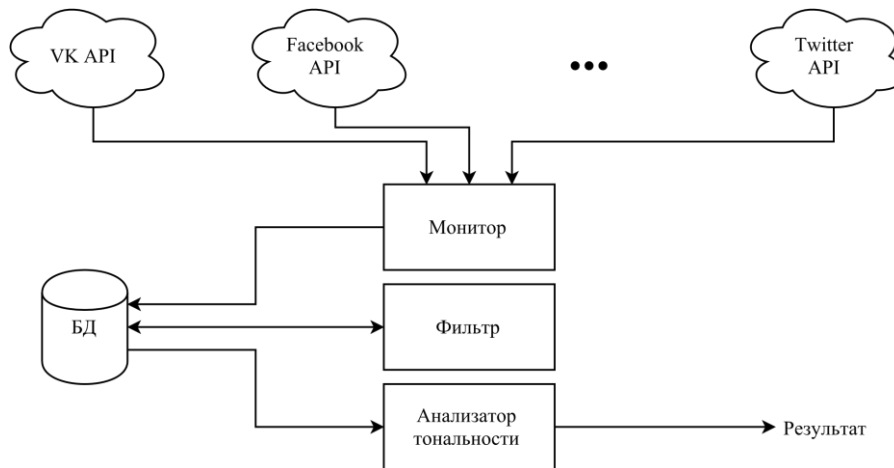 VK API
Facebook
API
•••
Twitter
API
Монитор
БД
Фильтр
Анализатор
тональности
Результат